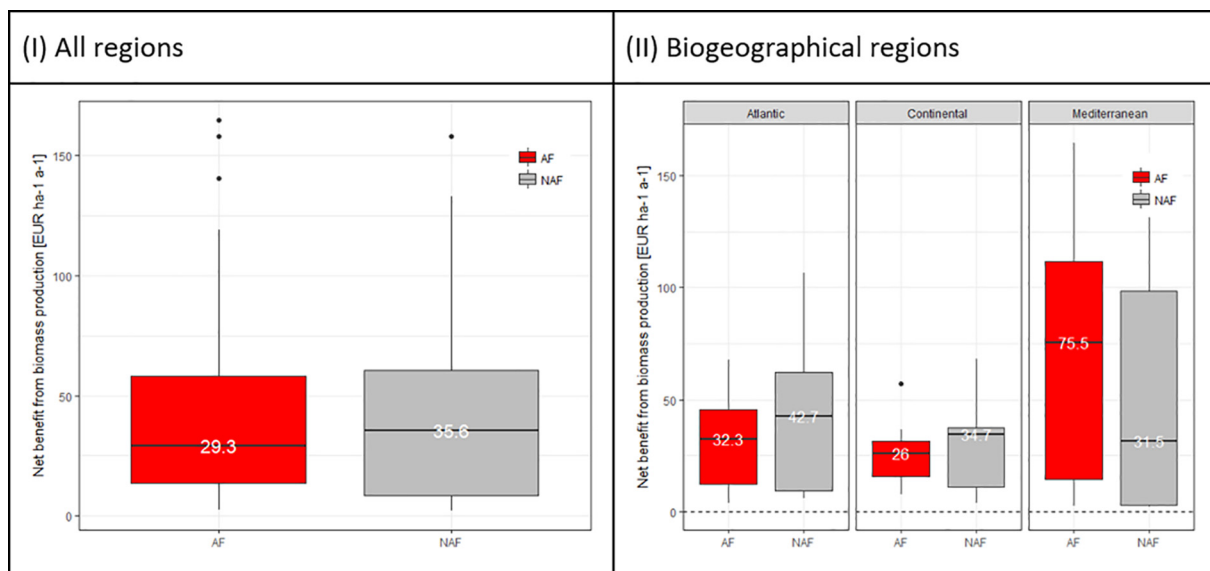 (I) All regions
(II) Biogeographical regions
Net benefit from biomass production [EUR ha-1 a-1]
150
100
50
0
AF
NAF
29.3
35.6
AF
NAF
Net benefit from biomass production [EUR ha-1 a-1]
150
100
50
0
Atlantic
Continental
Mediterranean
AF
NAF
32.3
42.7
26
34.7
75.5
31.5
AF
NAF
AF
NAF
AF
NAF